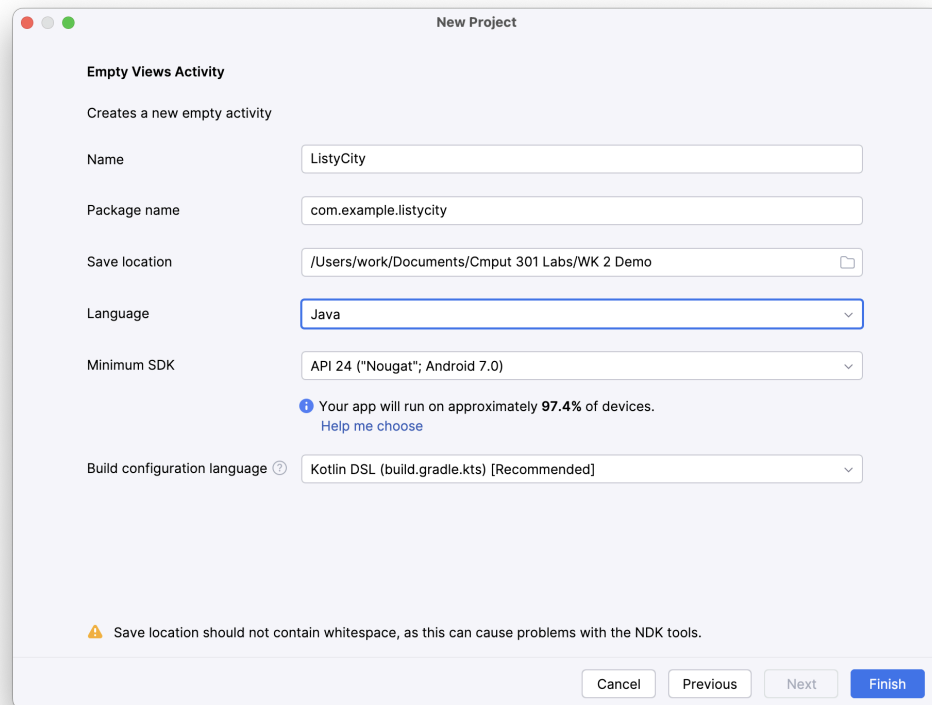 New Project
Empty Views Activity
Creates a new empty activity
Name ListyCity
Package name com.example.listycity
Save location /Users/work/Documents/Cmput 301 Labs/WK 2 Demo
Language Java
Minimum SDK API 24 ("Nougat"; Android 7.0)
Your app will run on approximately 97.4% of devices.
Help me choose
Build configuration language ? Kotlin DSL (build.gradle.kts) [Recommended]
Save location should not contain whitespace, as this can cause problems with the NDK tools.
Cancel Previous Next Finish